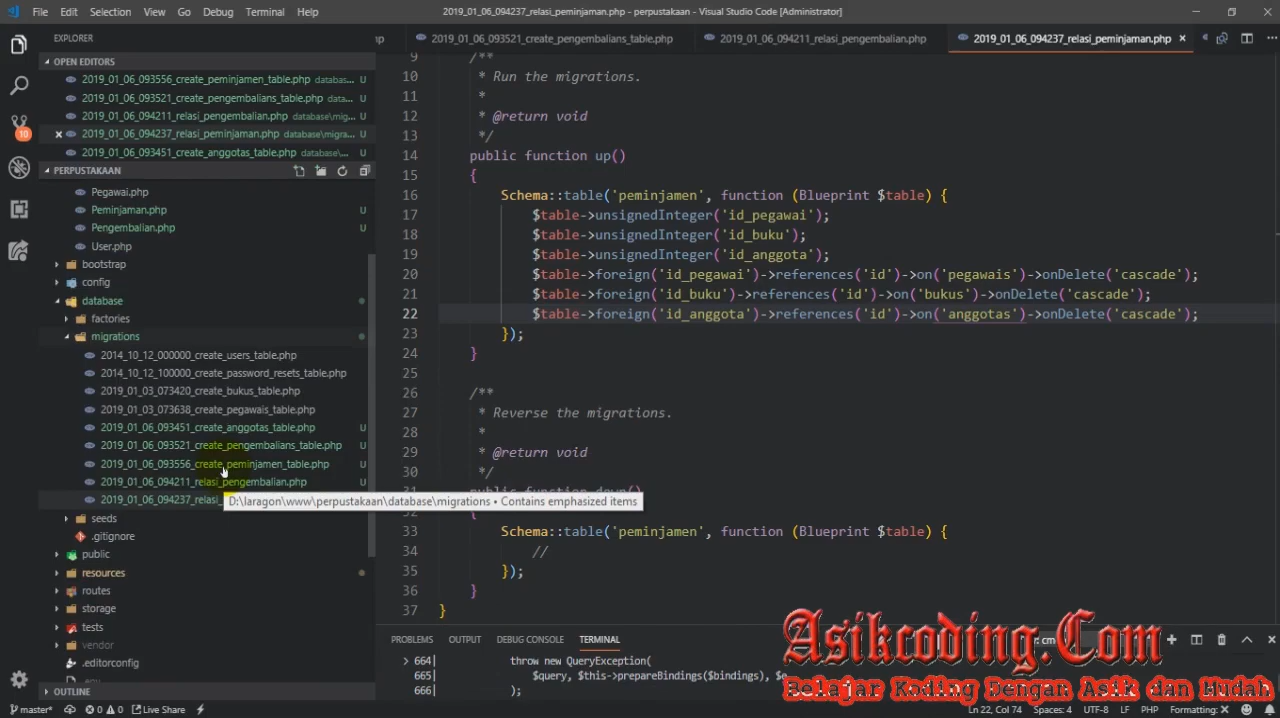 File Edit Selection View Go Debug Terminal Help
2019_01_06_094237_relasi_peminjaman.php - perpustakaan - Visual Studio Code [Administrator]
EXPLORER
OPEN EDITORS
2019_01_06_093556_create_peminjamen_table.php databas... U
2019_01_06_093521_create_pengembalians_table.php data... U
2019_01_06_094211_relasi_pengembalian.php database\mig... U
2019_01_06_094237_relasi_peminjaman.php database\migra... U
2019_01_06_093451_create_anggotas_table.php database\... U
PERPUSTAKAAN
Pegawai.php
Peminjaman.php U
Pengembalian.php U
User.php
bootstrap
config
database
factories
migrations
2014_10_12_000000_create_users_table.php
2014_10_12_100000_create_password_resets_table.php
2019_01_03_073420_create_bukus_table.php
2019_01_03_073638_create_pegawais_table.php
2019_01_06_093451_create_anggotas_table.php U
2019_01_06_093521_create_pengembalians_table.php U
2019_01_06_093556_create_peminjamen_table.php U
2019_01_06_094211_relasi_pengembalian.php U
2019_01_06_094237_relasi_
D:\laragon\www\perpustakaan\database\migrations • Contains emphasized items
seeds
.gitignore
public
resources
routes
storage
tests
vendor
.editorconfig
.env
OUTLINE
hp 2019_01_06_093521_create_pengembalians_table.php 2019_01_06_094211_relasi_pengembalian.php 2019_01_06_094237_relasi_peminjaman.php
9 /**
10 * Run the migrations.
11 *
12 * @return void
13 */
14 public function up()
15 {
16 Schema::table('peminjamen', function (Blueprint $table) {
17 $table->unsignedInteger('id_pegawai');
18 $table->unsignedInteger('id_buku');
19 $table->unsignedInteger('id_anggota');
20 $table->foreign('id_pegawai')->references('id')->on('pegawais')->onDelete('cascade');
21 $table->foreign('id_buku')->references('id')->on('bukus')->onDelete('cascade');
22 $table->foreign('id_anggota')->references('id')->on('anggotas')->onDelete('cascade');
23 });
24 }
25
26 /**
27 * Reverse the migrations.
28 *
29 * @return void
30 */
31 public function down()
32 {
33 Schema::table('peminjamen', function (Blueprint $table) {
34 //
35 });
36 }
37 }
PROBLEMS OUTPUT DEBUG CONSOLE TERMINAL
664| throw new QueryException(
665| $query, $this->prepareBindings($bindings), $e
666| );
Asikcoding.Com
Belajar Koding Dengan Asik dan Mudah
master* 0 0 Live Share Ln 22, Col 74 Spaces: 4 UTF-8 LF PHP Formatting: X